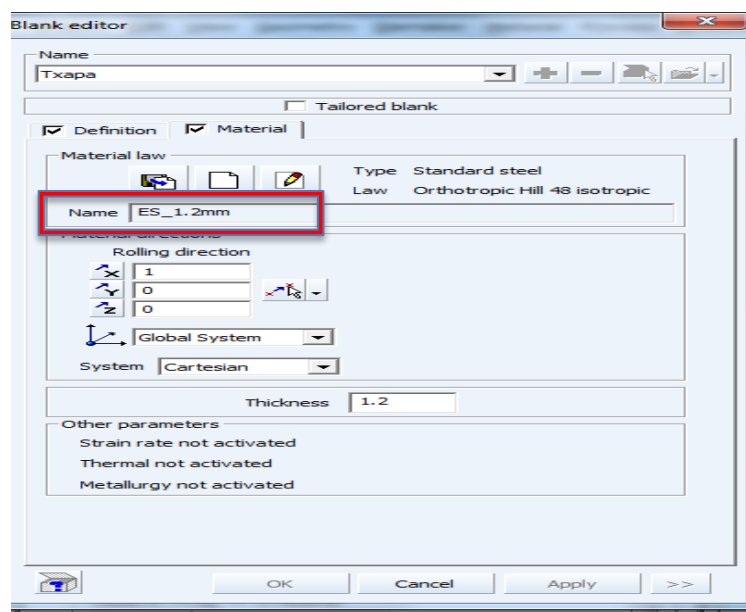 Blank editor
Name
Txapa
Tailored blank
Definition Material
Material law
Type Standard steel
Law Orthotropic Hill 48 isotropic
Name ES_1.2mm
Material directions
Rolling direction
X 1
Y 0
Z 0
Global System
System Cartesian
Thickness 1.2
Other parameters
Strain rate not activated
Thermal not activated
Metallurgy not activated
OK Cancel Apply >>